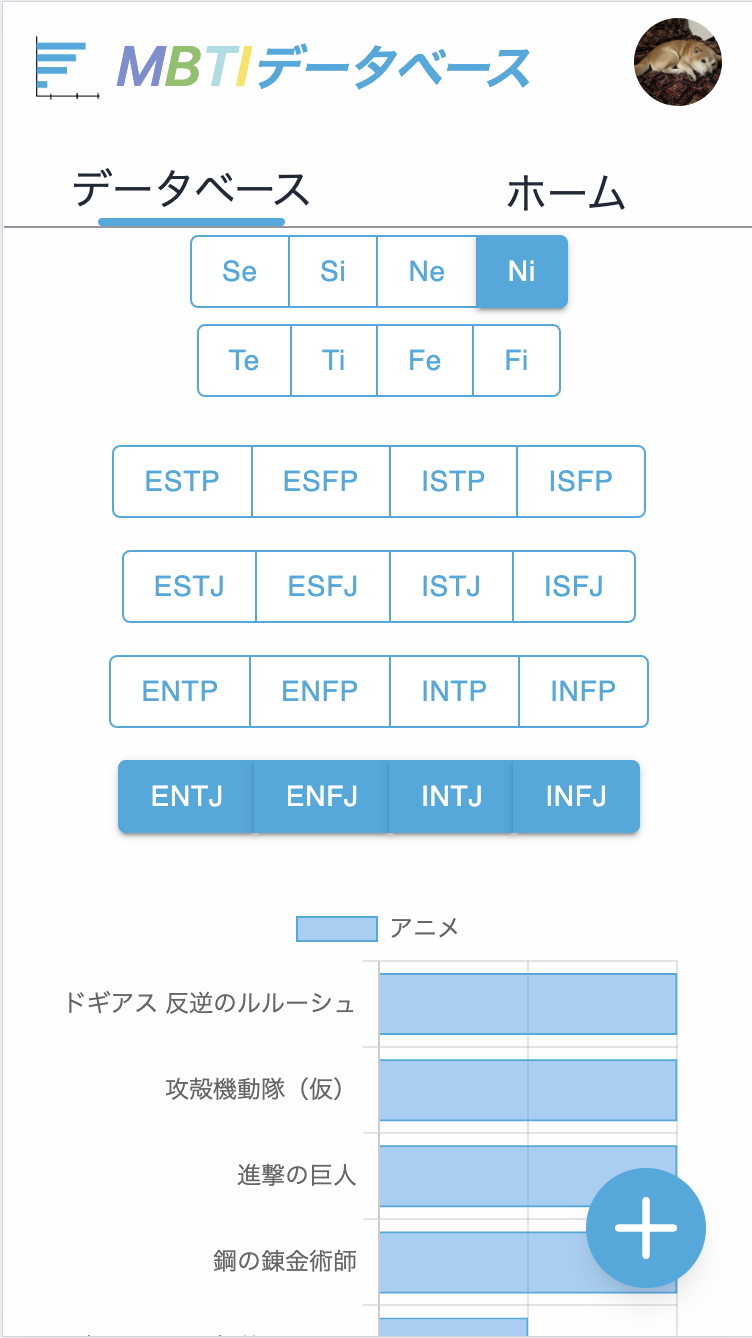 MBTIデータベース
データベース ホーム
Se Si Ne Ni
Te Ti Fe Fi
ESTP ESFP ISTP ISFP
ESTJ ESFJ ISTJ ISFJ
ENTP ENFP INTP INFP
ENTJ ENFJ INTJ INFJ
アニメ
ドギアス 反逆のルルーシュ
攻殻機動隊（仮）
進撃の巨人
鋼の錬金術師